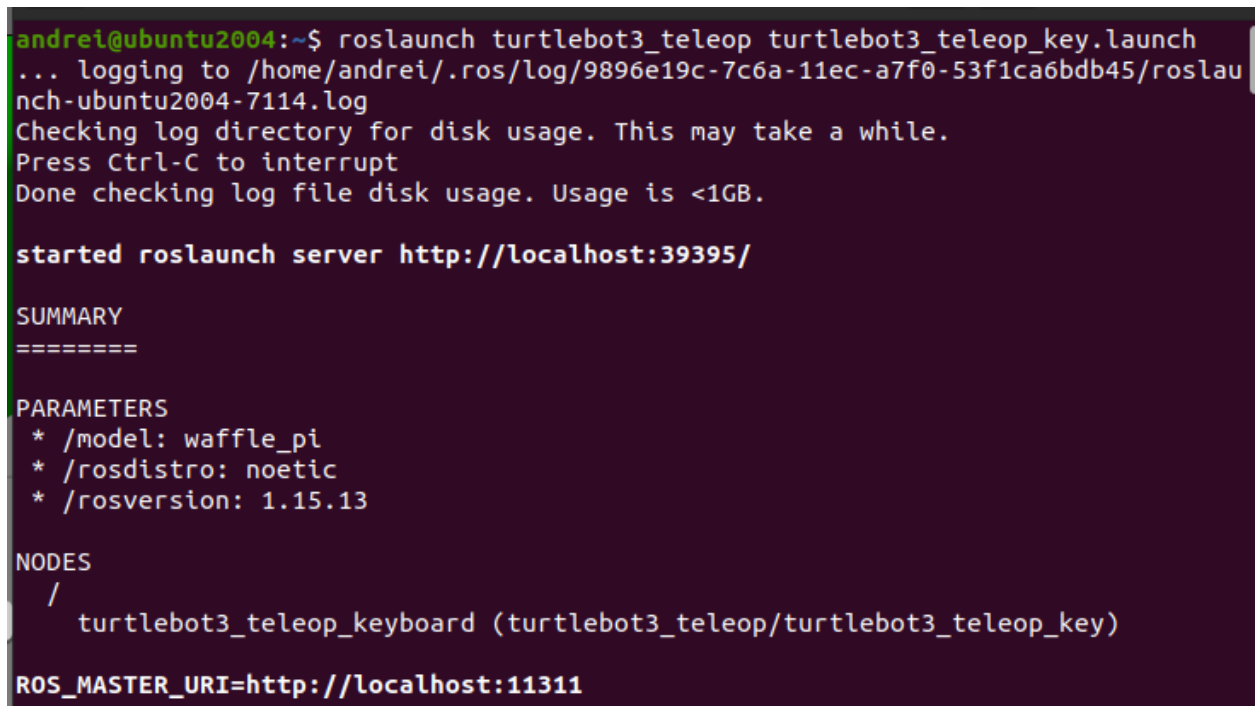 andrei@ubuntu2004:~$ roslaunch turtlebot3_teleop turtlebot3_teleop_key.launch
... logging to /home/andrei/.ros/log/9896e19c-7c6a-11ec-a7f0-53f1ca6bdb45/roslau
nch-ubuntu2004-7114.log
Checking log directory for disk usage. This may take a while.
Press Ctrl-C to interrupt
Done checking log file disk usage. Usage is <1GB.
started roslaunch server http://localhost:39395/
SUMMARY
========
PARAMETERS
* /model: waffle_pi
* /rosdistro: noetic
* /rosversion: 1.15.13
NODES
/
turtlebot3_teleop_keyboard (turtlebot3_teleop/turtlebot3_teleop_key)
ROS_MASTER_URI=http://localhost:11311